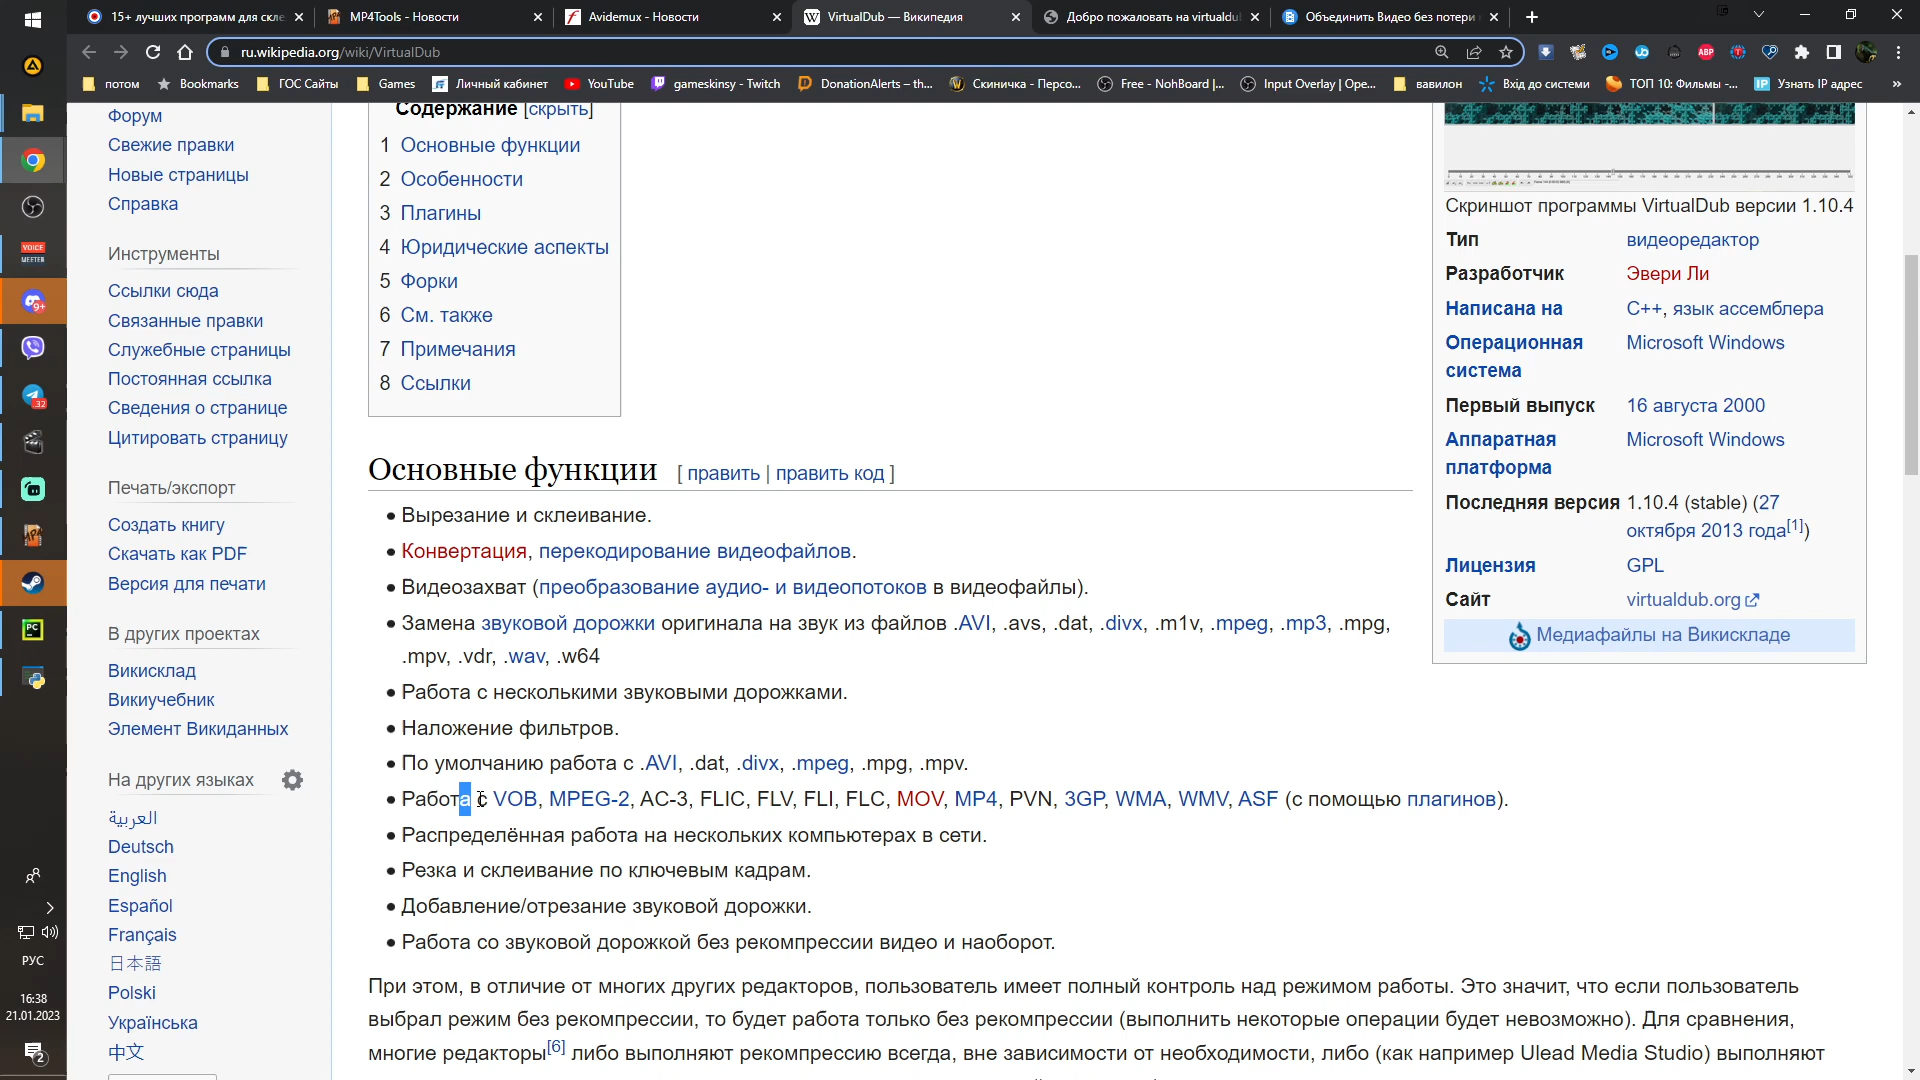 15+ лучших программ для скле
MP4Tools - Новости
Avidemux - Новости
VirtualDub — Википедия
Добро пожаловать на virtualdu
Объединить Видео без потери
ru.wikipedia.org/wiki/VirtualDub
потом
Bookmarks
ГОС Сайты
Games
Личный кабинет
YouTube
gameskinsy - Twitch
DonationAlerts – th...
Скиничка - Персо...
Free - NohBoard |...
Input Overlay | Ope...
вавилон
Вхід до системи
ТОП 10: Фильмы -...
Узнать IP адрес
»
Форум
Свежие правки
Новые страницы
Справка
Инструменты
Ссылки сюда
Связанные правки
Служебные страницы
Постоянная ссылка
Сведения о странице
Цитировать страницу
Печать/экспорт
Создать книгу
Скачать как PDF
Версия для печати
В других проектах
Викисклад
Викиучебник
Элемент Викиданных
На других языках
العربية
Deutsch
English
Español
Français
日本語
Polski
Українська
中文
Содержание [скрыть]
1 Основные функции
2 Особенности
3 Плагины
4 Юридические аспекты
5 Форки
6 См. также
7 Примечания
8 Ссылки
Основные функции [ править | править код ]
• Вырезание и склеивание.
• Конвертация, перекодирование видеофайлов.
• Видеозахват (преобразование аудио- и видеопотоков в видеофайлы).
• Замена звуковой дорожки оригинала на звук из файлов .AVI, .avs, .dat, .divx, .m1v, .mpeg, .mp3, .mpg,
.mpv, .vdr, .wav, .w64
• Работа с несколькими звуковыми дорожками.
• Наложение фильтров.
• По умолчанию работа с .AVI, .dat, .divx, .mpeg, .mpg, .mpv.
• Работа с VOB, MPEG-2, AC-3, FLIC, FLV, FLI, FLC, MOV, MP4, PVN, 3GP, WMA, WMV, ASF (с помощью плагинов).
• Распределённая работа на нескольких компьютерах в сети.
• Резка и склеивание по ключевым кадрам.
• Добавление/отрезание звуковой дорожки.
• Работа со звуковой дорожкой без рекомпрессии видео и наоборот.
При этом, в отличие от многих других редакторов, пользователь имеет полный контроль над режимом работы. Это значит, что если пользователь
выбрал режим без рекомпрессии, то будет работа только без рекомпрессии (выполнить некоторые операции будет невозможно). Для сравнения,
многие редакторы[6] либо выполняют рекомпрессию всегда, вне зависимости от необходимости, либо (как например Ulead Media Studio) выполняют
Скриншот программы VirtualDub версии 1.10.4
Тип видеоредактор
Разработчик Эвери Ли
Написана на C++, язык ассемблера
Операционная Microsoft Windows
система
Первый выпуск 16 августа 2000
Аппаратная Microsoft Windows
платформа
Последняя версия 1.10.4 (stable) (27
октября 2013 года[1])
Лицензия GPL
Сайт virtualdub.org
Медиафайлы на Викискладе
VOICE
MEETER
9+
32
PC
ABP
IP
РУС
16:38
21.01.2023
2